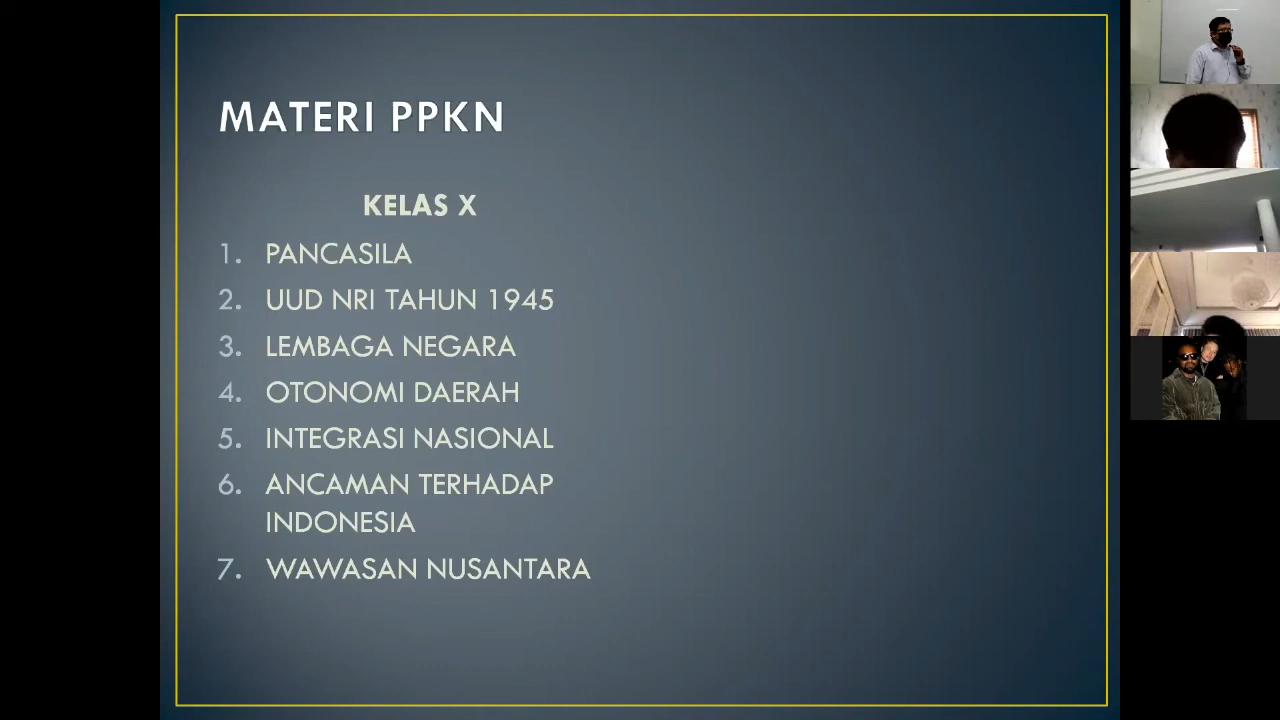 MATERI PPKN
KELAS X
1. PANCASILA
2. UUD NRI TAHUN 1945
3. LEMBAGA NEGARA
4. OTONOMI DAERAH
5. INTEGRASI NASIONAL
6. ANCAMAN TERHADAP
INDONESIA
7. WAWASAN NUSANTARA